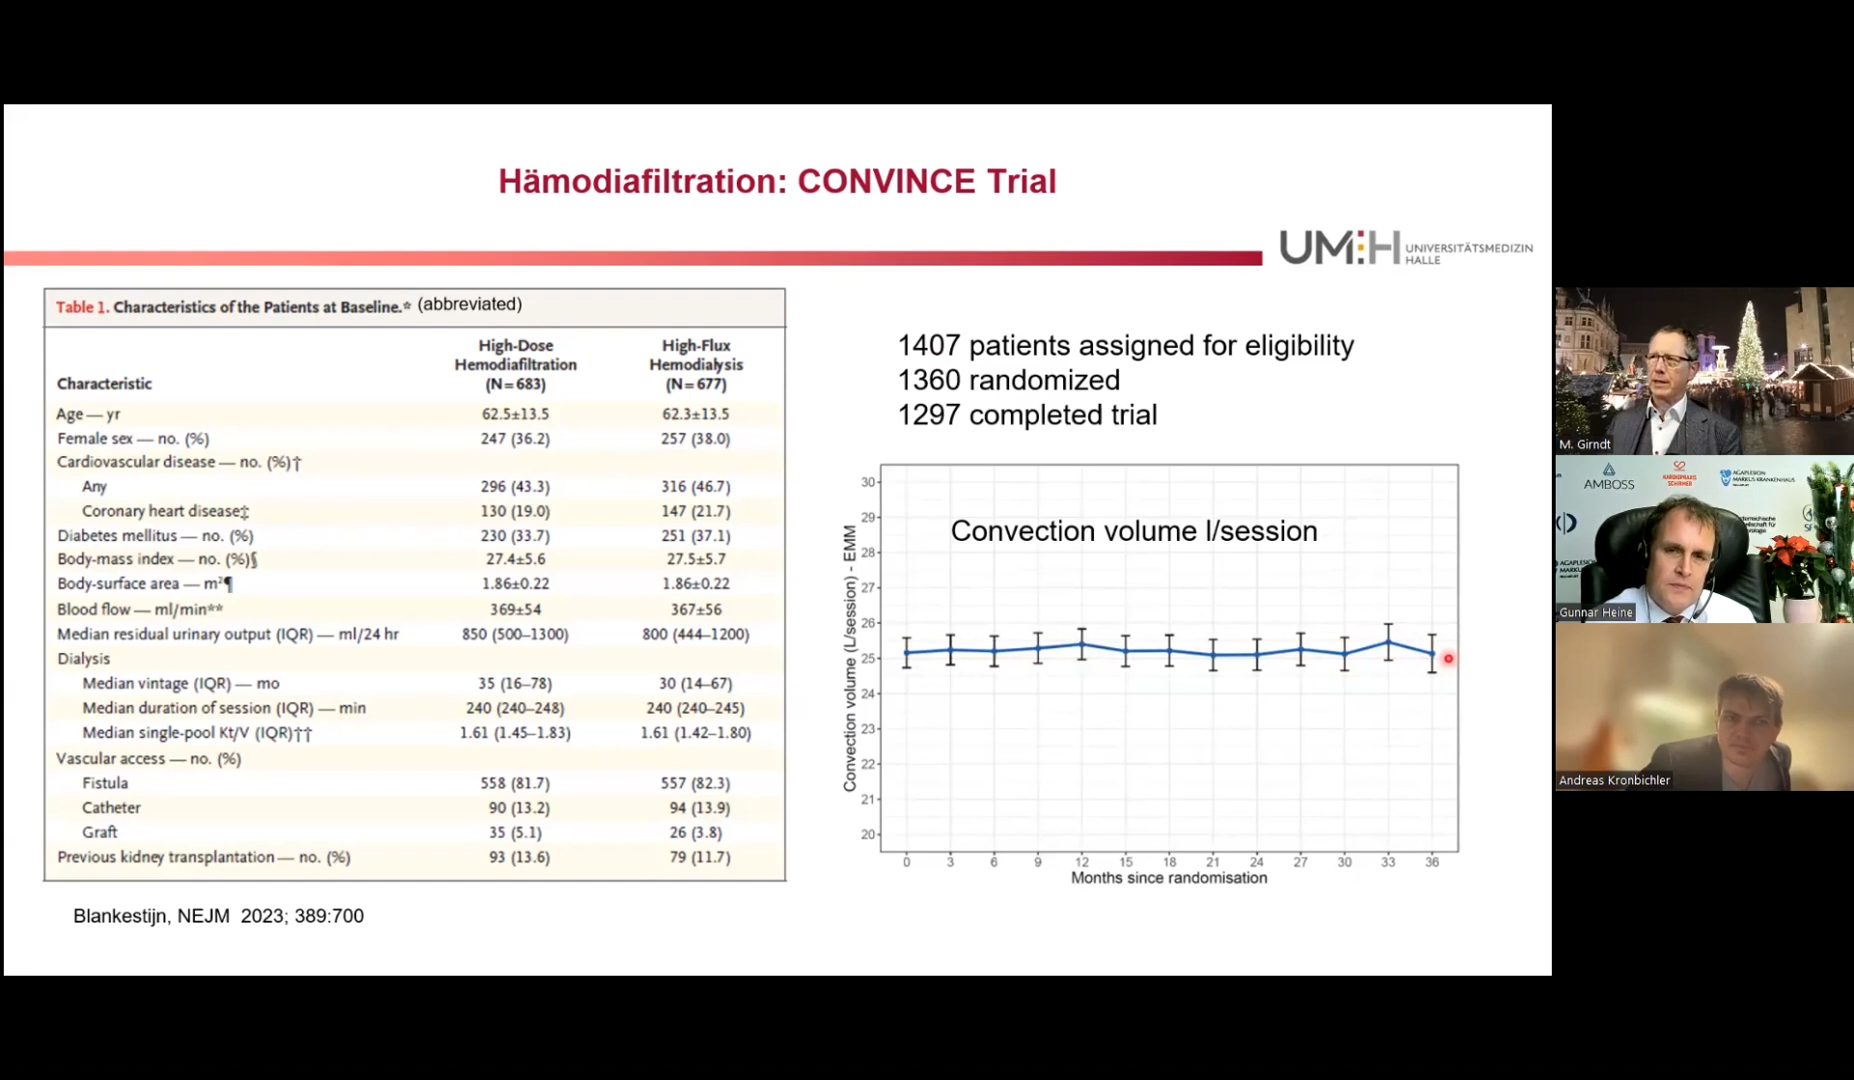 Hämodiafiltration: CONVINCE Trial
UM:H UNIVERSITÄTSMEDIZIN
HALLE
Table 1. Characteristics of the Patients at Baseline.* (abbreviated)
Characteristic High-Dose Hemodiafiltration (N=683) High-Flux Hemodialysis (N=677)
Age — yr 62.5±13.5 62.3±13.5
Female sex — no. (%) 247 (36.2) 257 (38.0)
Cardiovascular disease — no. (%)†
Any 296 (43.3) 316 (46.7)
Coronary heart disease‡ 130 (19.0) 147 (21.7)
Diabetes mellitus — no. (%) 230 (33.7) 251 (37.1)
Body-mass index — no. (%)§ 27.4±5.6 27.5±5.7
Body-surface area — m²¶ 1.86±0.22 1.86±0.22
Blood flow — ml/min** 369±54 367±56
Median residual urinary output (IQR) — ml/24 hr 850 (500–1300) 800 (444–1200)
Dialysis
Median vintage (IQR) — mo 35 (16–78) 30 (14–67)
Median duration of session (IQR) — min 240 (240–248) 240 (240–245)
Median single-pool Kt/V (IQR)†† 1.61 (1.45–1.83) 1.61 (1.42–1.80)
Vascular access — no. (%)
Fistula 558 (81.7) 557 (82.3)
Catheter 90 (13.2) 94 (13.9)
Graft 35 (5.1) 26 (3.8)
Previous kidney transplantation — no. (%) 93 (13.6) 79 (11.7)
Blankestijn, NEJM 2023; 389:700
1407 patients assigned for eligibility
1360 randomized
1297 completed trial
Convection volume l/session
Convection volume (L/session) - EMM
30
29
28
27
26
25
24
23
22
21
20
0 3 6 9 12 15 18 21 24 27 30 33 36
Months since randomisation
M. Girndt
AMBOSS
KARDIOPRAXIS
SCHIRMER
AGAPLESION
MARKUS KRANKENHAUS
Gunnar Heine
Andreas Kronbichler